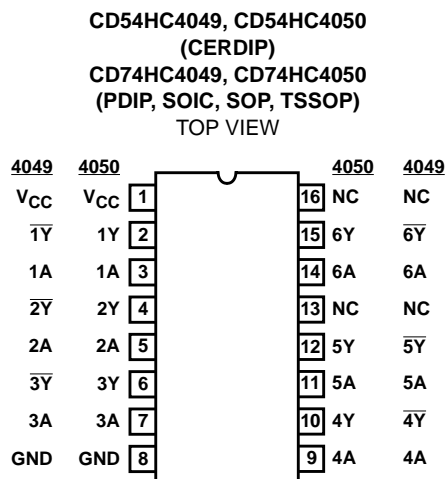 CD54HC4049, CD54HC4050
(CERDIP)
CD74HC4049, CD74HC4050
(PDIP, SOIC, SOP, TSSOP)
TOP VIEW
4049 4050 4050 4049
VCC VCC 1 16 NC NC
1Y̅ 1Y 2 15 6Y 6Y̅
1A 1A 3 14 6A 6A
2Y̅ 2Y 4 13 NC NC
2A 2A 5 12 5Y 5Y̅
3Y̅ 3Y 6 11 5A 5A
3A 3A 7 10 4Y 4Y̅
GND GND 8 9 4A 4A